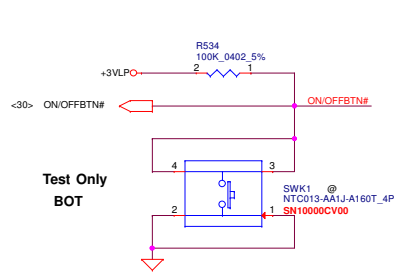 R534
100K_0402_5%
+3VLP
2
1
<30>
ON/OFFBTN#
ON/OFFBTN#
4
3
Test Only
BOT
2
1
SWK1
@
NTC013-AA1J-A160T_4P
SN10000CV00